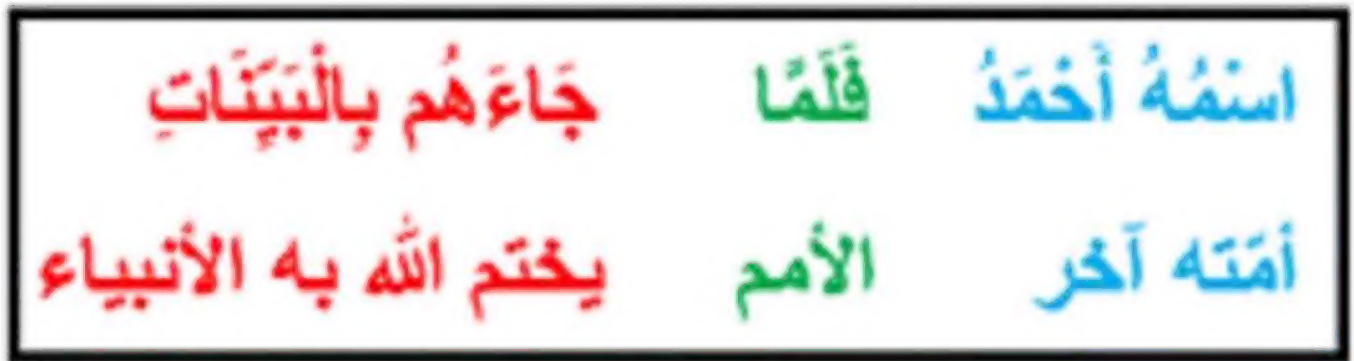 اسْمُهُ أَحْمَدُ فَلَمَّا جَاءَهُم بِالْبَيِّنَاتِ
أمّته آخر الأمم يختم الله به الأنبياء